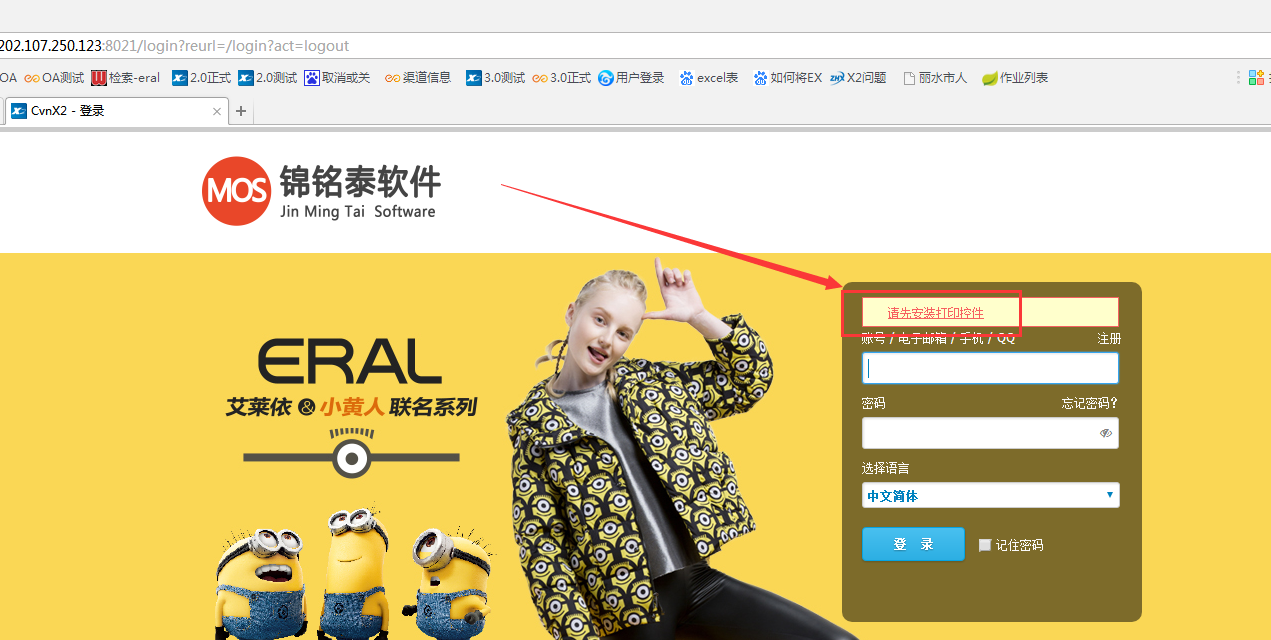 202.107.250.123:8021/login?reurl=/login?act=logout
OA OA测试 检索-eral 2.0正式 2.0测试 取消或关 渠道信息 3.0测试 3.0正式 用户登录 excel表 如何将EX X2问题 丽水市人 作业列表
CvnX2 - 登录
MOS 锦铭泰软件
Jin Ming Tai Software
请先安装打印控件
账号 / 电子邮箱 / 手机 / QQ 注册
ERAL
艾莱依 & 小黄人 联名系列
密码 忘记密码?
选择语言
中文简体
登 录 记住密码